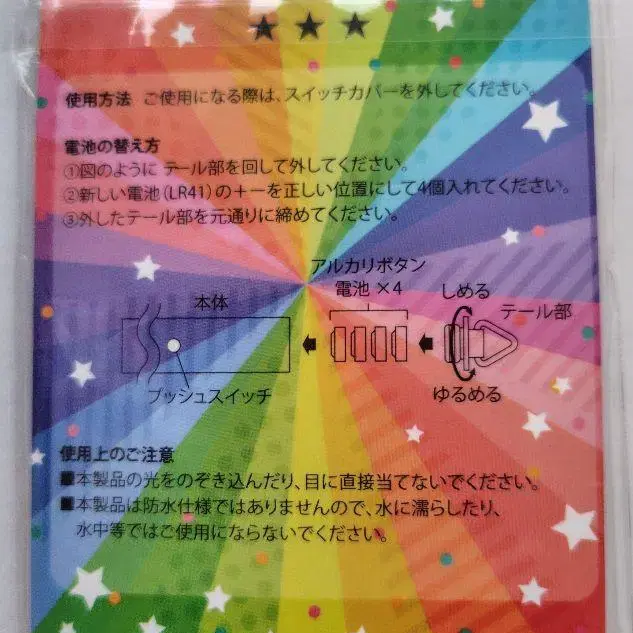 ★★★
使用方法 ご使用になる際は、スイッチカバーを外してください。
電池の替え方
①図のように テール部を回して外してください。
②新しい電池（LR41）の＋－を正しい位置にして4個入れてください。
③外したテール部を元通りに締めてください。
アルカリボタン
電池 ×4
本体
しめる
テール部
プッシュスイッチ
ゆるめる
使用上のご注意
■本製品の光をのぞき込んだり、目に直接当てないでください。
■本製品は防水仕様ではありませんので、水に濡らしたり、
水中等ではご使用にならないでください。